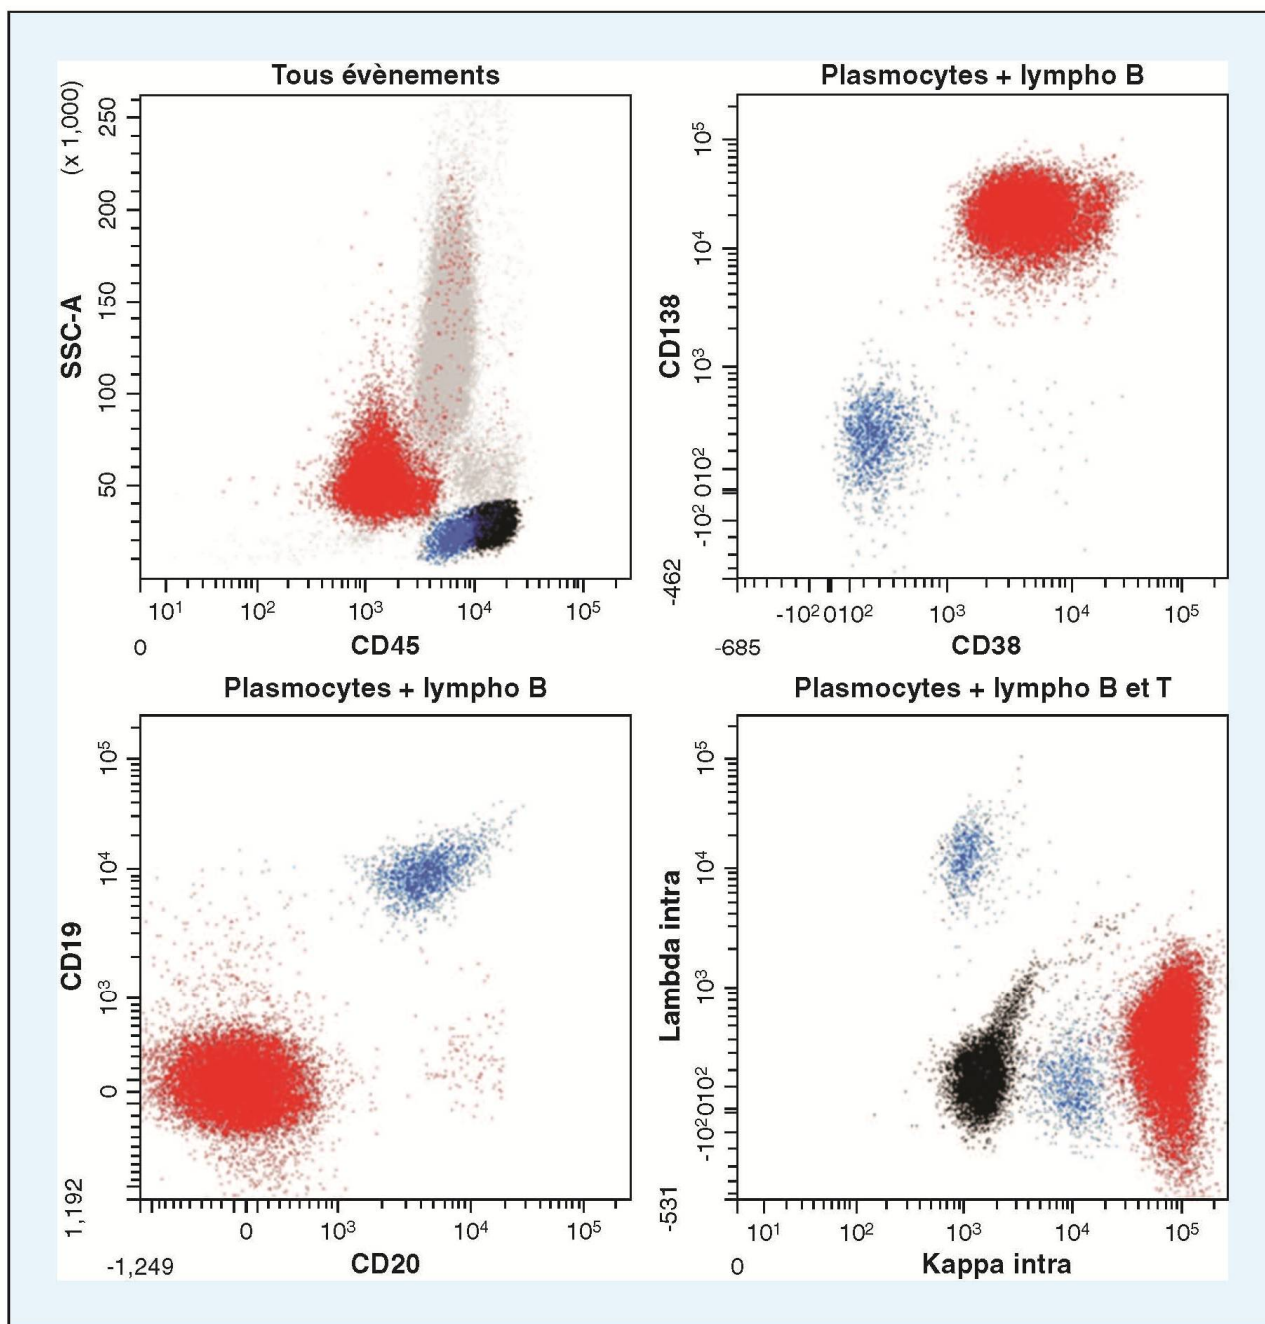 Tous évènements
(x 1,000)
250
200
150
100
50
SSC-A
10¹ 10² 10³ 10⁴ 10⁵
0
CD45
Plasmocytes + lympho B
10⁵
10⁴
10³
-10² 0 10²
-462
CD138
-10² 0 10² 10³ 10⁴ 10⁵
-685
CD38
Plasmocytes + lympho B
10⁵
10⁴
10³
0
1,192
CD19
0 10³ 10⁴ 10⁵
-1,249
CD20
Plasmocytes + lympho B et T
10⁵
10⁴
10³
-10² 0 10²
-531
Lambda intra
10¹ 10² 10³ 10⁴ 10⁵
0
Kappa intra